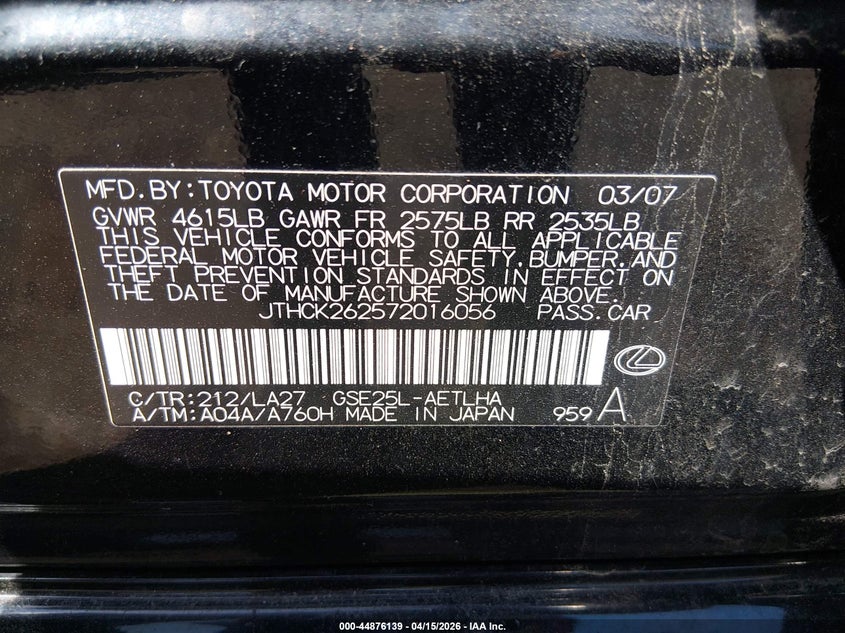 MFD.BY:TOYOTA MOTOR CORPORATION 03/07
GVWR 4615LB GAWR FR 2575LB RR 2535LB
THIS VEHICLE CONFORMS TO ALL APPLICABLE
FEDERAL MOTOR VEHICLE SAFETY,BUMPER,AND
THEFT PREVENTION STANDARDS IN EFFECT ON
THE DATE OF MANUFACTURE SHOWN ABOVE.
JTHCK262572016056 PASS.CAR
C/TR:212/LA27 GSE25L-AETLHA
A/TM:A04A/A760H MADE IN JAPAN 959 A
000-44876139 - 04/15/2026 - IAA Inc.